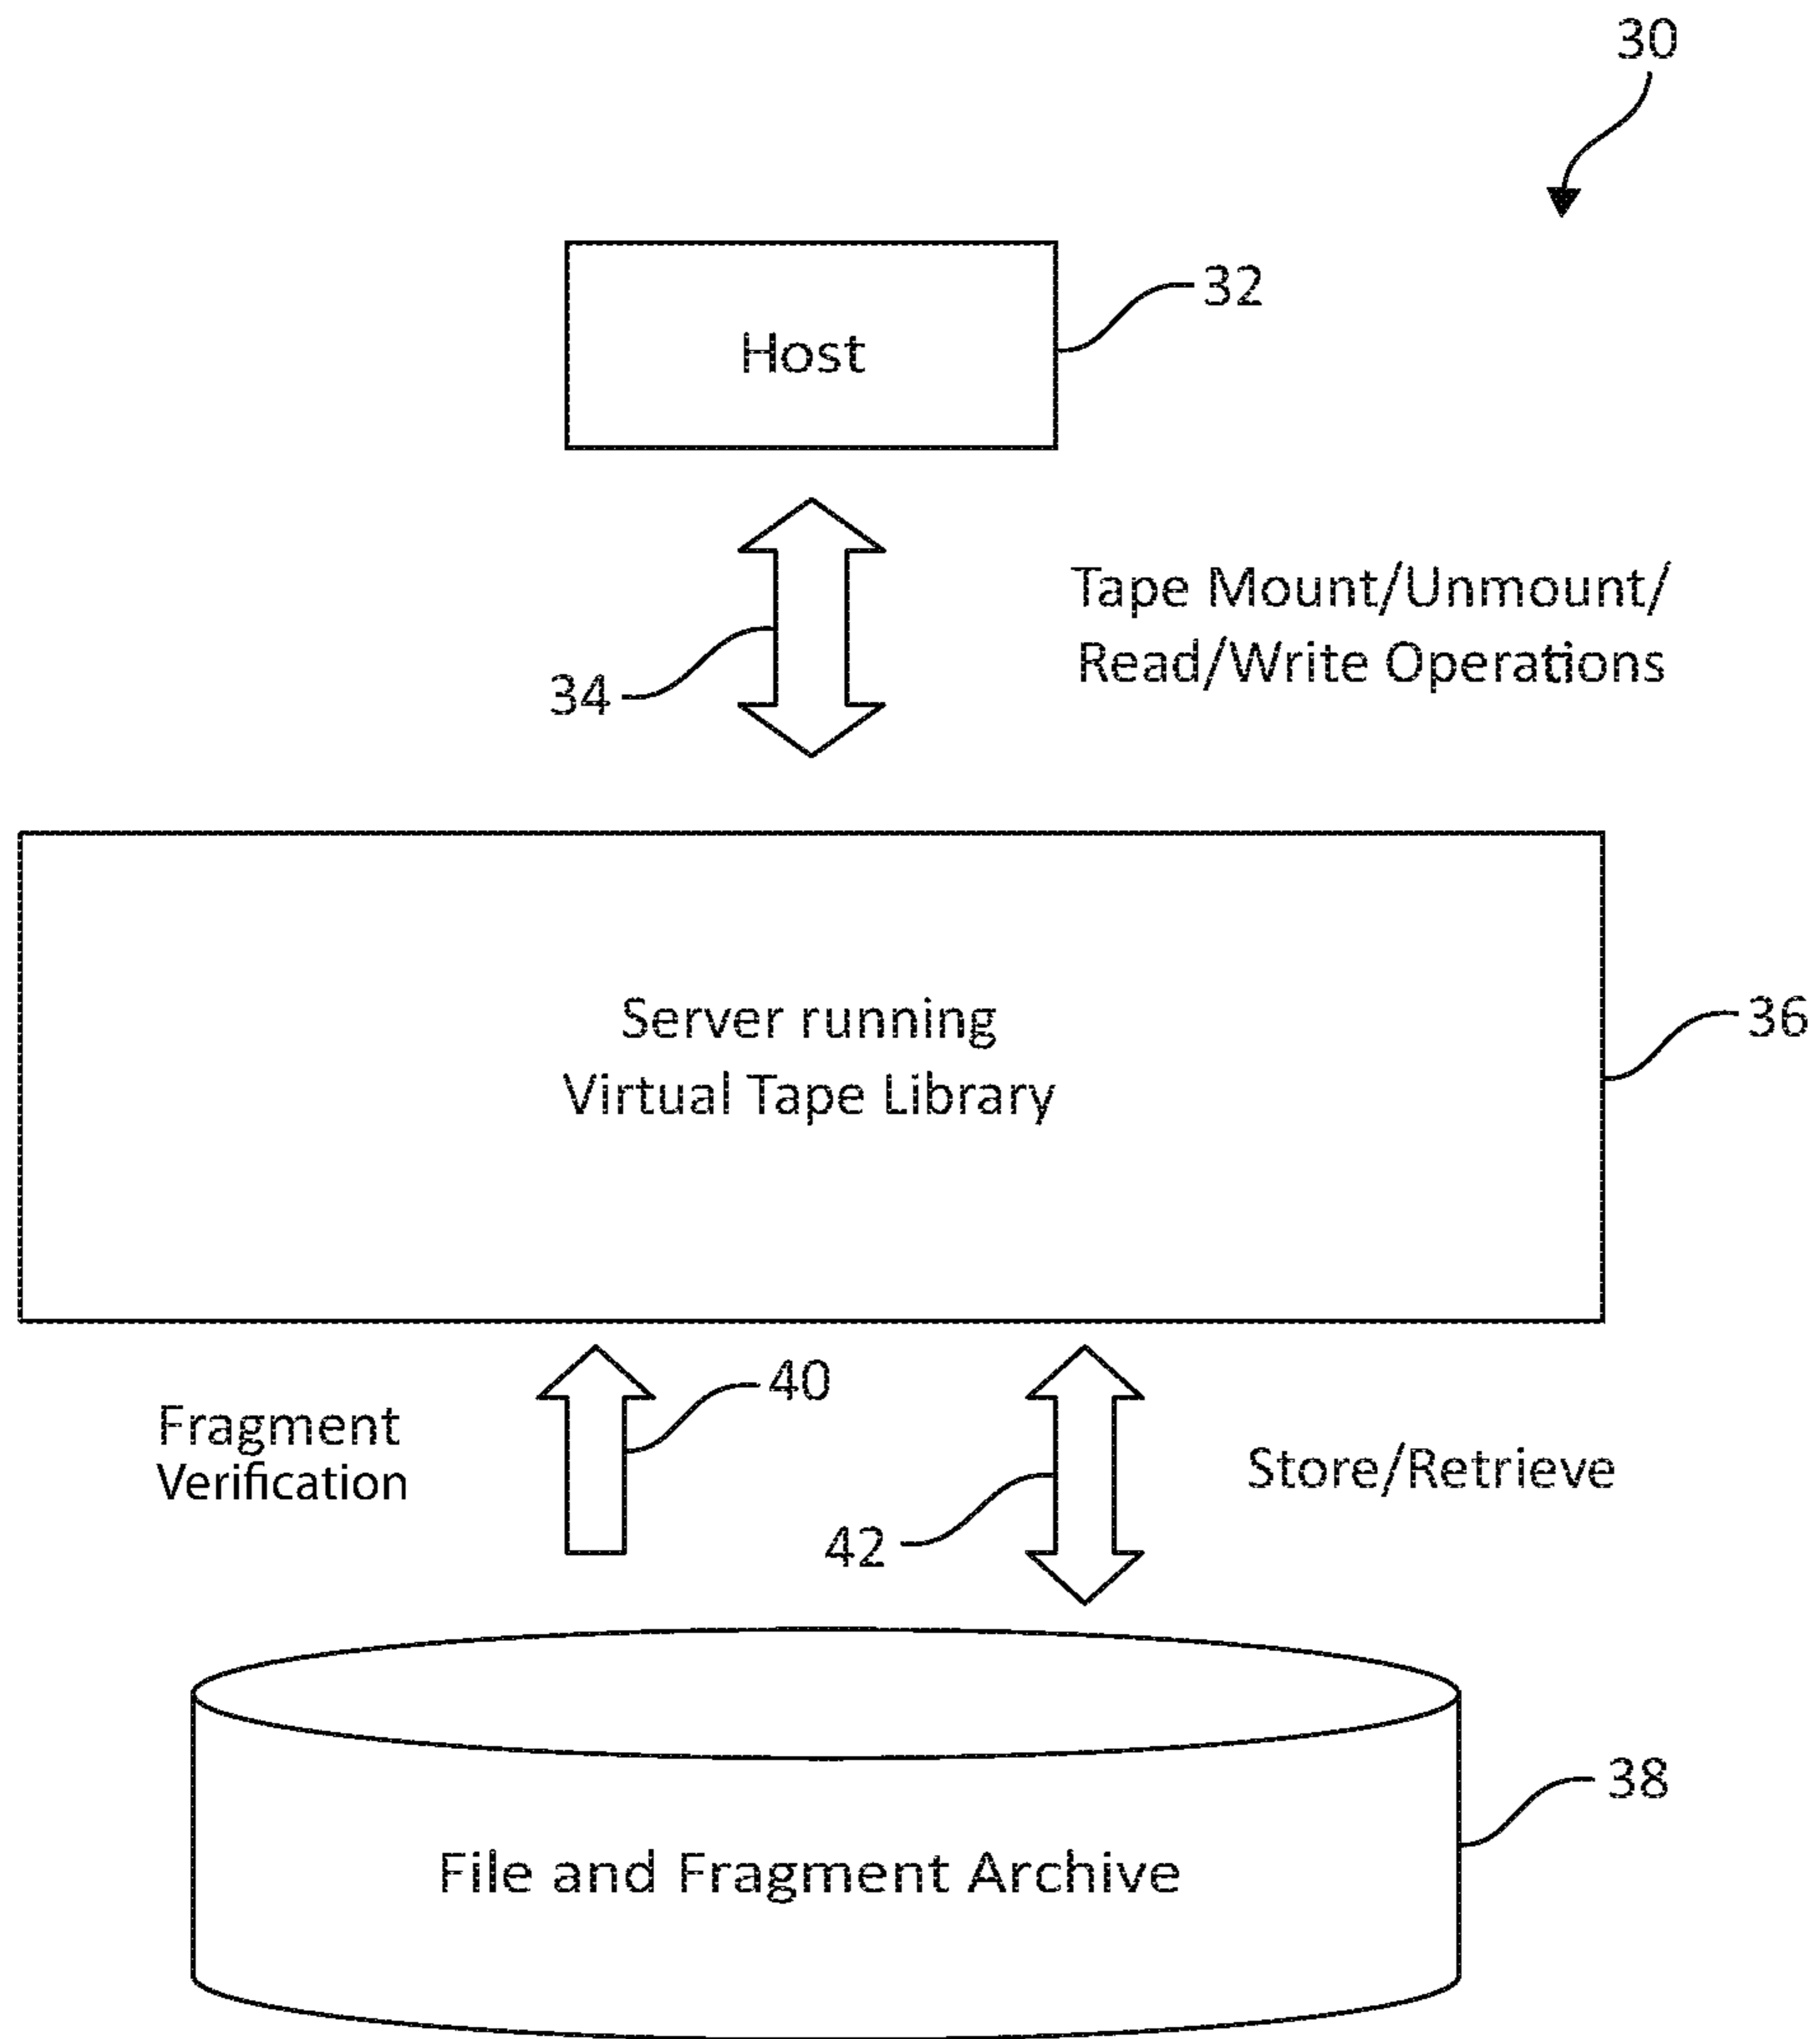 30
32
Host
Tape Mount/Unmount/
Read/Write Operations
34
Server running
Virtual Tape Library
36
40
Fragment
Verification
Store/Retrieve
42
38
File and Fragment Archive